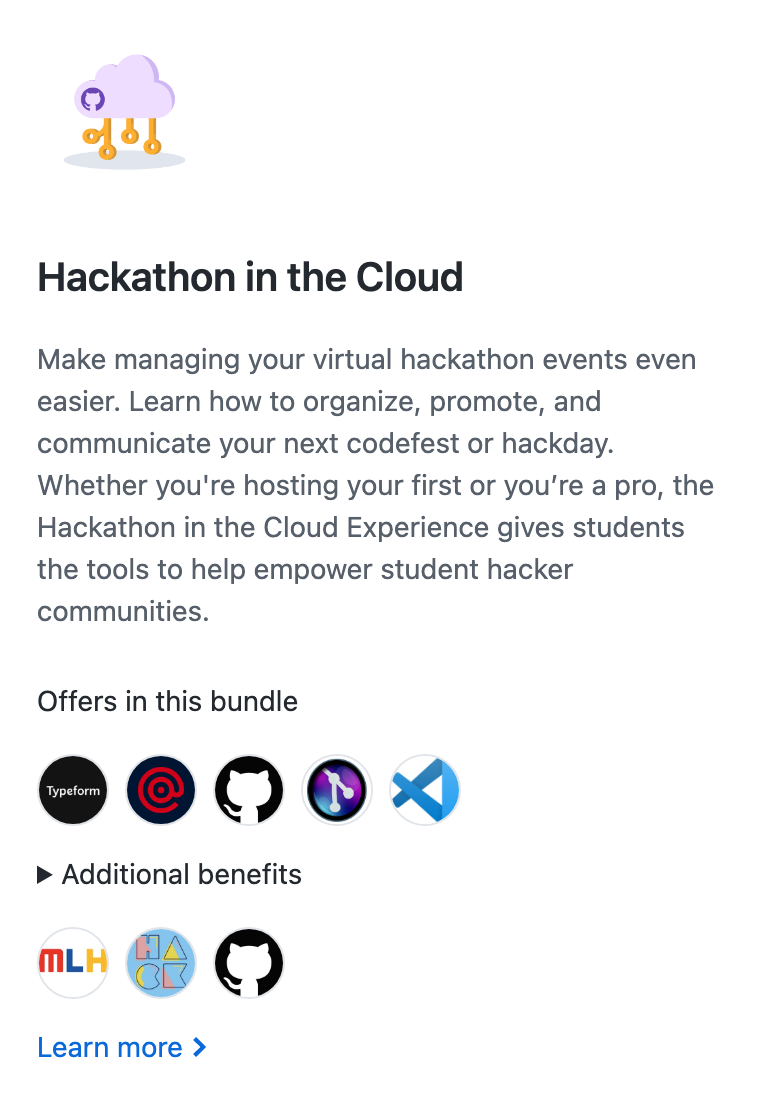 Hackathon in the Cloud
Make managing your virtual hackathon events even
easier. Learn how to organize, promote, and
communicate your next codefest or hackday.
Whether you're hosting your first or you’re a pro, the
Hackathon in the Cloud Experience gives students
the tools to help empower student hacker
communities.
Offers in this bundle
Typeform
Additional benefits
MLH
HACK
Learn more